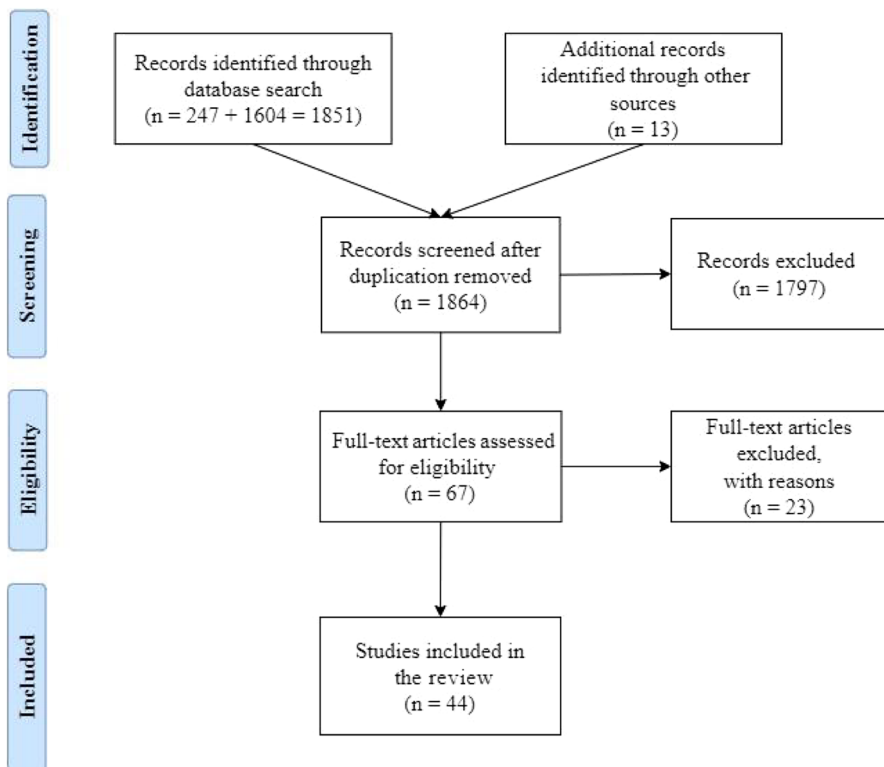 Identification
Records identified through
database search
(n = 247 + 1604 = 1851)
Additional records
identified through other
sources
(n = 13)
Screening
Records screened after
duplication removed
(n = 1864)
Records excluded
(n = 1797)
Eligibility
Full-text articles assessed
for eligibility
(n = 67)
Full-text articles
excluded,
with reasons
(n = 23)
Included
Studies included in
the review
(n = 44)